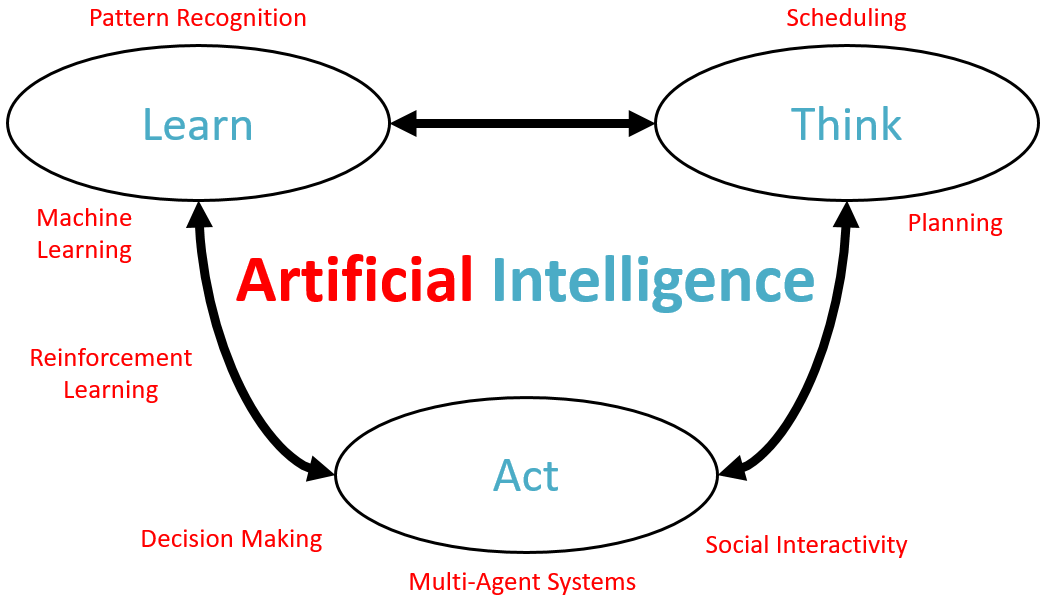 Pattern Recognition
Scheduling
Learn
Think
Machine
Learning
Planning
Artificial Intelligence
Reinforcement
Learning
Act
Decision Making
Social Interactivity
Multi-Agent Systems